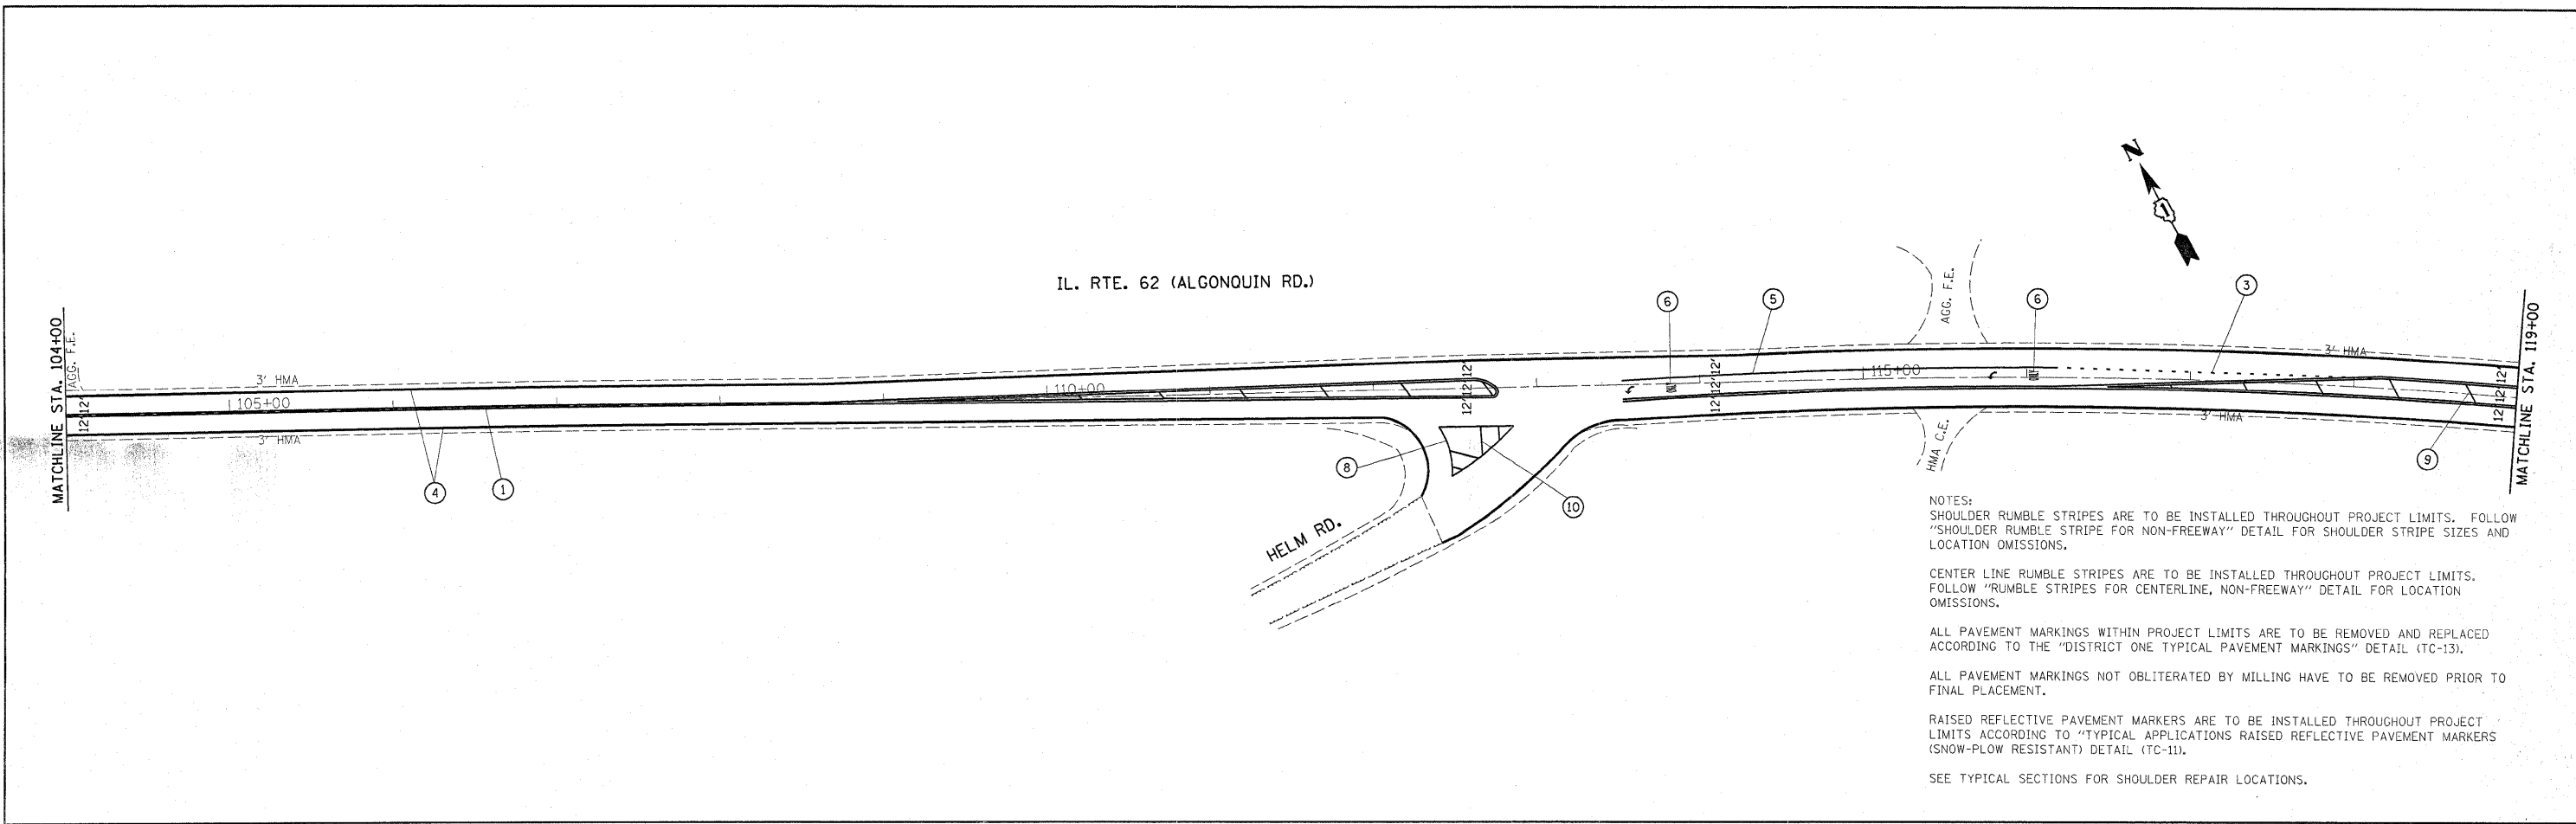 N
1
IL. RTE. 62 (ALGONQUIN RD.)
MATCHLINE STA. 104+00
AGG. F.E.
12' 12'
3' HMA
105+00
3' HMA
4
1
110+00
12' 12' 12'
8
10
HELM RD.
6
5
12' 12' 12'
AGG. F.E.
115+00
6
3
3' HMA
HMA C.E.
3' HMA
9
12' 12' 12'
MATCHLINE STA. 119+00
NOTES:
SHOULDER RUMBLE STRIPES ARE TO BE INSTALLED THROUGHOUT PROJECT LIMITS. FOLLOW
"SHOULDER RUMBLE STRIPE FOR NON-FREEWAY" DETAIL FOR SHOULDER STRIPE SIZES AND
LOCATION OMISSIONS.
CENTER LINE RUMBLE STRIPES ARE TO BE INSTALLED THROUGHOUT PROJECT LIMITS.
FOLLOW "RUMBLE STRIPES FOR CENTERLINE, NON-FREEWAY" DETAIL FOR LOCATION
OMISSIONS.
ALL PAVEMENT MARKINGS WITHIN PROJECT LIMITS ARE TO BE REMOVED AND REPLACED
ACCORDING TO THE "DISTRICT ONE TYPICAL PAVEMENT MARKINGS" DETAIL (TC-13).
ALL PAVEMENT MARKINGS NOT OBLITERATED BY MILLING HAVE TO BE REMOVED PRIOR TO
FINAL PLACEMENT.
RAISED REFLECTIVE PAVEMENT MARKERS ARE TO BE INSTALLED THROUGHOUT PROJECT
LIMITS ACCORDING TO "TYPICAL APPLICATIONS RAISED REFLECTIVE PAVEMENT MARKERS
(SNOW-PLOW RESISTANT) DETAIL (TC-11).
SEE TYPICAL SECTIONS FOR SHOULDER REPAIR LOCATIONS.